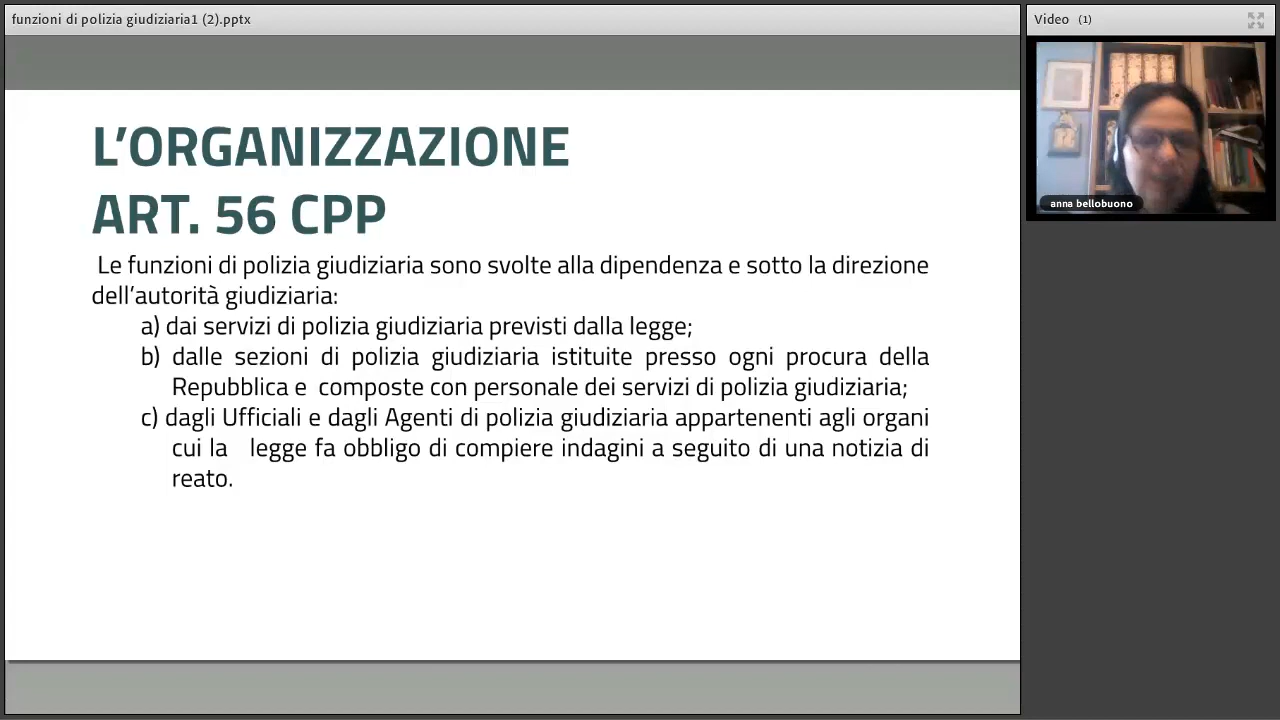 funzioni di polizia giudiziaria1 (2).pptx
Video (1)
anna bellobuono
L'ORGANIZZAZIONE
ART. 56 CPP
Le funzioni di polizia giudiziaria sono svolte alla dipendenza e sotto la direzione
dell'autorità giudiziaria:
a) dai servizi di polizia giudiziaria previsti dalla legge;
b) dalle sezioni di polizia giudiziaria istituite presso ogni procura della
Repubblica e composte con personale dei servizi di polizia giudiziaria;
c) dagli Ufficiali e dagli Agenti di polizia giudiziaria appartenenti agli organi
cui la legge fa obbligo di compiere indagini a seguito di una notizia di
reato.